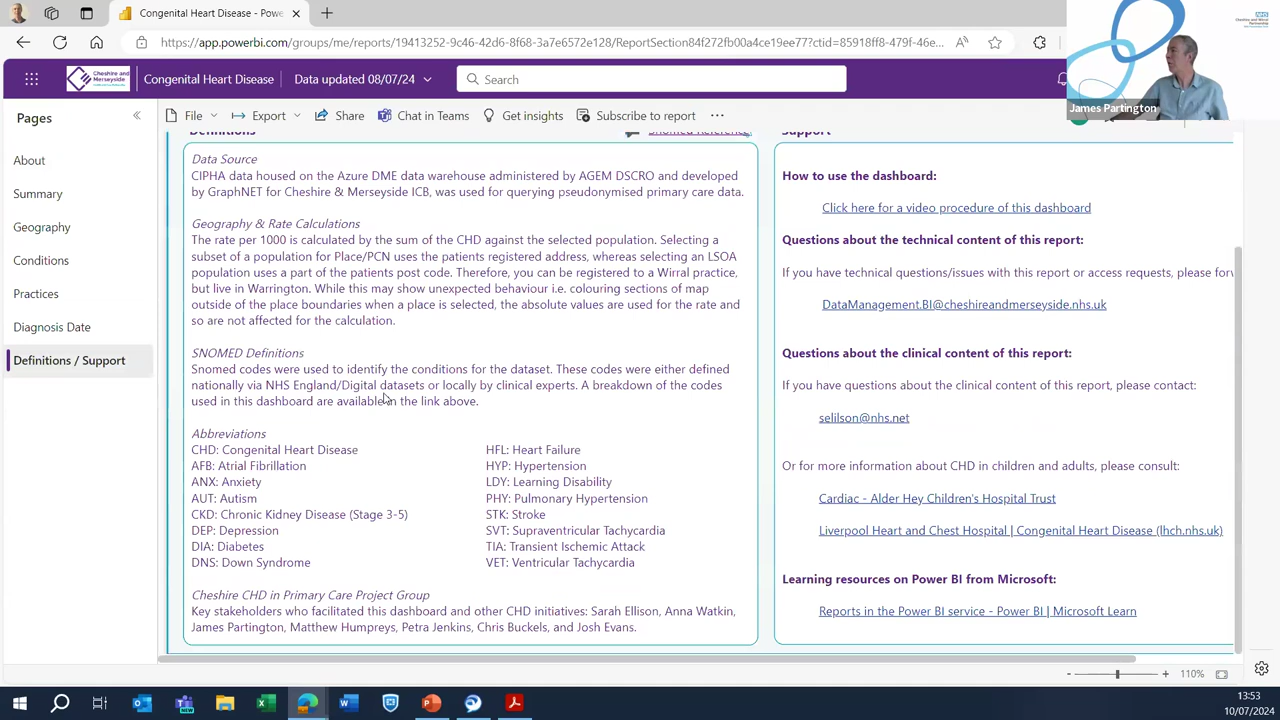 Congenital Heart Disease - Powe
https://app.powerbi.com/groups/me/reports/
Cheshire and Merseyside
Congenital Heart Disease
Data updated 08/07/24
Search
NHS
Cheshire and Wirral
Partnership
James Partington
Pages
File
Export
Share
Get insights
Subscribe to report
About
Summary
Geography
Conditions
Practices
Diagnosis Date
Definitions / Support
Definitions
Snomed Reference
Data Source
CIPHA data housed on the Azure DME data warehouse administered by AGEM DSCRO and developed
by GraphNET for Cheshire & Merseyside ICB, was used for querying pseudonymised primary care data.
Geography & Rate Calculations
The rate per 1000 is calculated by the sum of the CHD against the selected population. Selecting a
subset of a population for Place/PCN uses the patients registered address, whereas selecting an LSOA
population uses a part of the patients post code. Therefore, you can be registered to a Wirral practice,
but live in Warrington. While this may show unexpected behaviour i.e. colouring sections of map
outside of the place boundaries when a place is selected, the absolute values are used for the rate and
so are not affected for the calculation.
SNOMED Definitions
Snomed codes were used to identify the conditions for the dataset. These codes were either defined
nationally via NHS England/Digital datasets or locally by clinical experts. A breakdown of the codes
used in this dashboard are available in the link above.
Abbreviations
CHD: Congenital Heart Disease
AFB: Atrial Fibrillation
ANX: Anxiety
AUT: Autism
CKD: Chronic Kidney Disease (Stage 3-5)
DEP: Depression
DIA: Diabetes
DNS: Down Syndrome
HFL: Heart Failure
HYP: Hypertension
LDY: Learning Disability
PHY: Pulmonary Hypertension
STK: Stroke
SVT: Supraventricular Tachycardia
TIA: Transient Ischemic Attack
VET: Ventricular Tachycardia
Cheshire CHD in Primary Care Project Group
Key stakeholders who facilitated this dashboard and other CHD initiatives: Sarah Ellison, Anna Watkin,
James Partington, Matthew Humpreys, Petra Jenkins, Chris Buckels, and Josh Evans.
Support
How to use the dashboard:
Click here for a video procedure of this dashboard
Questions about the technical content of this report:
If you have technical questions/issues with this report or access requests, please forw
DataManagement.BI@cheshireandmerseyside.nhs.uk
Questions about the clinical content of this report:
If you have questions about the clinical content of this report, please contact:
selilson@nhs.net
Or for more information about CHD in children and adults, please consult:
Cardiac - Alder Hey Children's Hospital Trust
Liverpool Heart and Chest Hospital | Congenital Heart Disease (lhch.nhs.uk)
Learning resources on Power BI from Microsoft:
Reports in the Power BI service - Power BI | Microsoft Learn
110%
13:53
10/07/2024